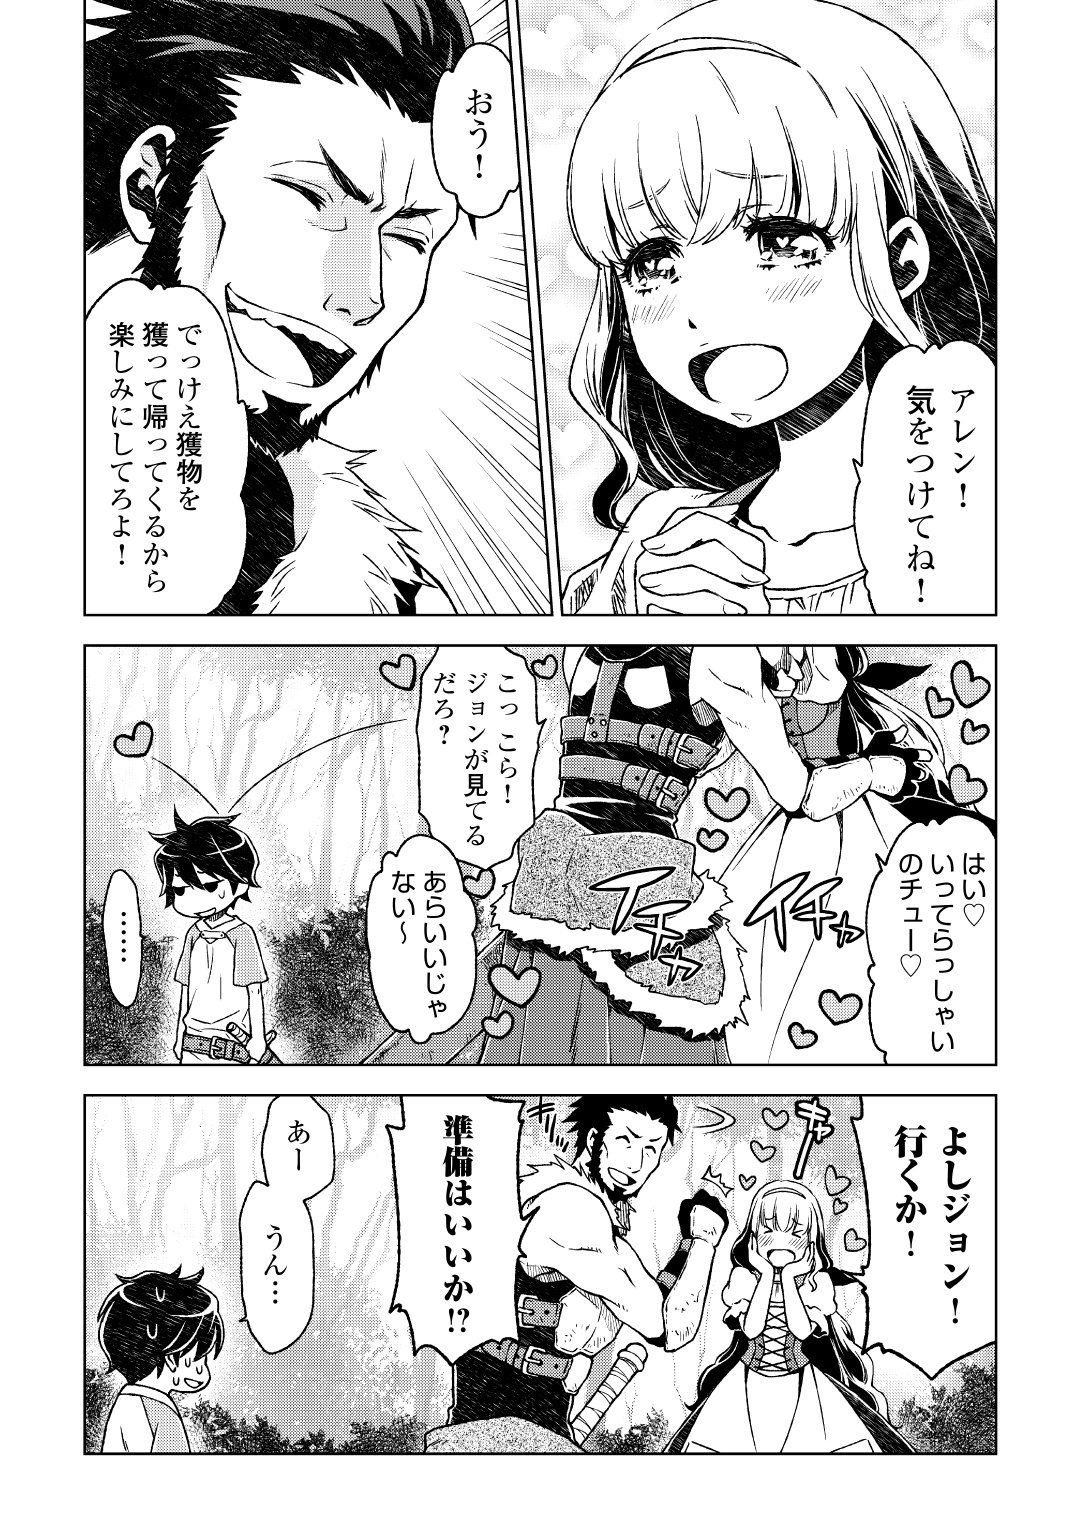 アレン！
気をつけてね！
おう！
でっけえ獲物を
獲って帰ってくるから
楽しみにしてろよ！
はい♡
いってらっしゃい
のチュー♡
イチャ
イチャ
こっこら！
ジョンが見てる
だろ？
あらいいじゃ
ない～
……
よしジョン！
行くか！
キャー
準備はいいか!?
あー
うん…